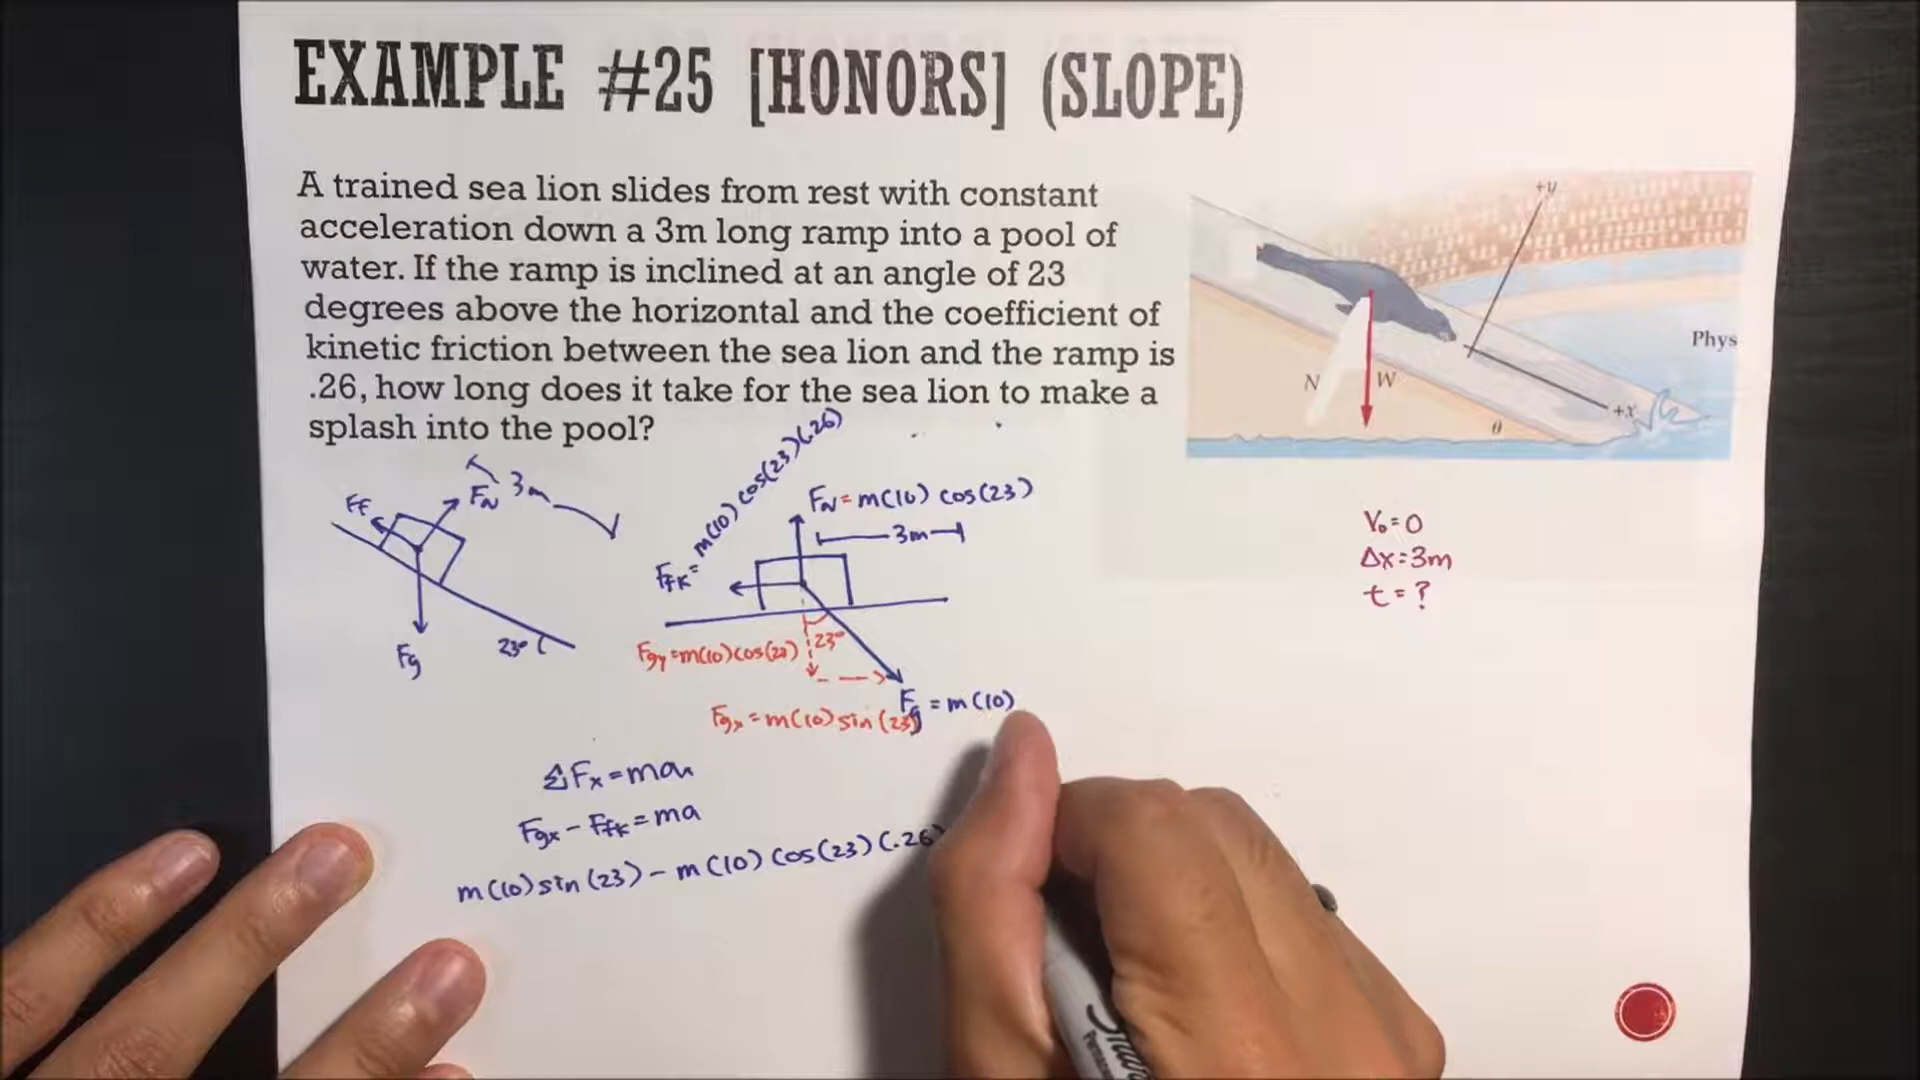 EXAMPLE #25 [HONORS] (SLOPE)
A trained sea lion slides from rest with constant
acceleration down a 3m long ramp into a pool of
water. If the ramp is inclined at an angle of 23
degrees above the horizontal and the coefficient of
kinetic friction between the sea lion and the ramp is
.26, how long does it take for the sea lion to make a
splash into the pool?
+y
Phys
N
W
+x
θ
Ff
FN
3m
Fg
23°
FfK = m(10) cos(23)(.26)
FN = m(10) cos(23)
3m
Fgy = m(10) cos(23)
23°
Fg = m(10)
Fgx = m(10) sin(23)
V₀ = 0
Δx = 3m
t = ?
ΣFx = max
Fgx - FfK = ma
m(10) sin(23) - m(10) cos(23)(.26)